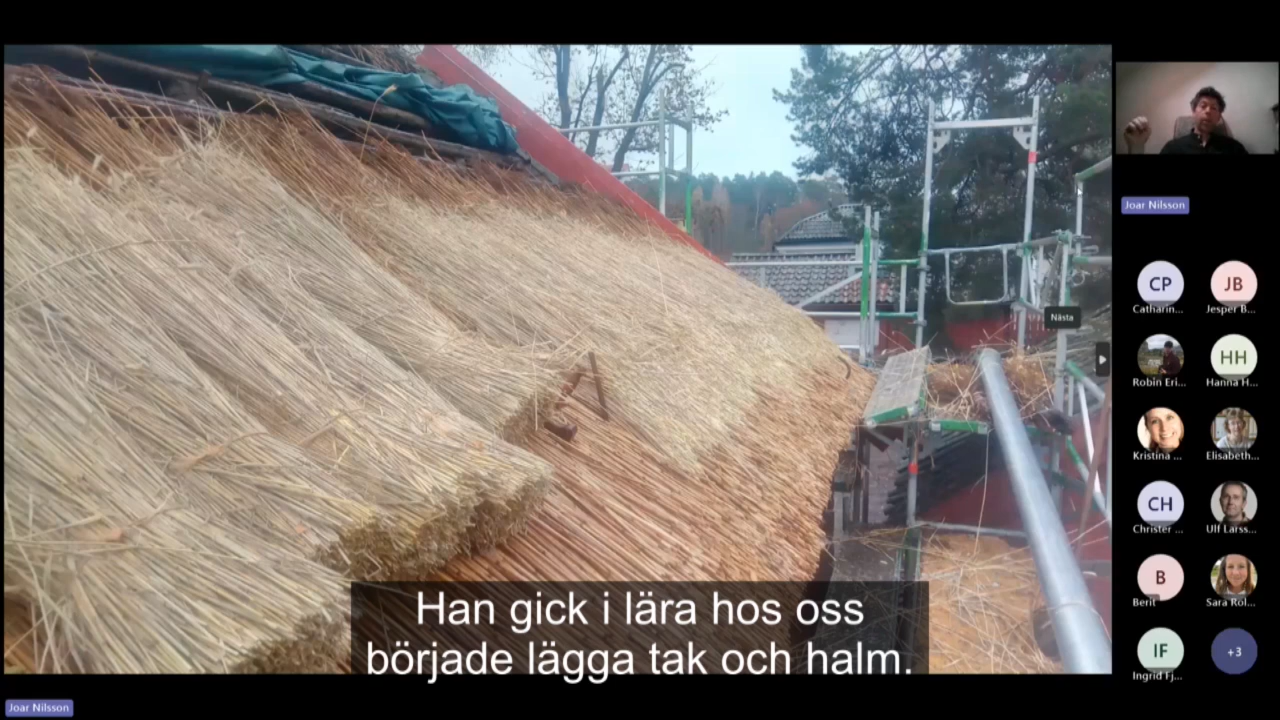 Joar Nilsson
CP
JB
Catharin...
Jesper B...
Nästa
HH
Robin Eri...
Hanna H...
Kristina ...
Elisabeth...
CH
Christer ...
Ulf Larss...
B
Berit
Sara Rol...
IF
+3
Ingrid Fj...
Han gick i lära hos oss
började lägga tak och halm.
Joar Nilsson